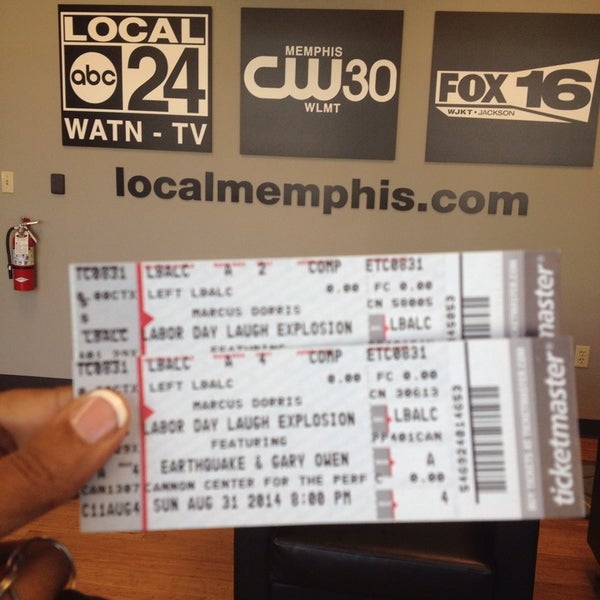 LOCAL
abc 24
WATN - TV
MEMPHIS
CW30
WLMT
FOX 16
WJKT • JACKSON
localmemphis.com
TC0831 LBALC A 2 COMP ETC0831
LEFT LBALC 0.00 FC 0.00
MARCUS DORRIS CN 58005
LBALC LABOR DAY LAUGH EXPLOSION LBALC
ticketmaster
TC0831 LBALC A 4 COMP ETC0831
LEFT LBALC 0.00 FC 0.00
MARCUS DORRIS CN 30613
LABOR DAY LAUGH EXPLOSION LBALC
FEATURING PP401CAN
EARTHQUAKE & GARY OWEN A
CAN1307 CANNON CENTER FOR THE PERF C 0.00
C11AUG4 SUN AUG 31 2014 8:00 PM 4
ticketmaster